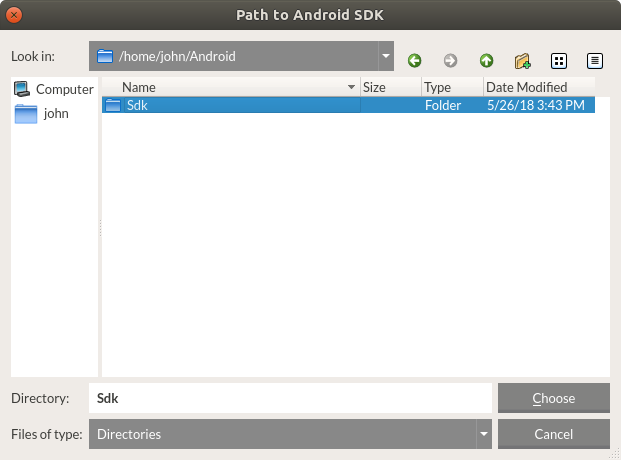 Path to Android SDK
Look in: /home/john/Android
Computer
john
Name Size Type Date Modified
Sdk Folder 5/26/18 3:43 PM
Directory: Sdk Choose
Files of type: Directories Cancel